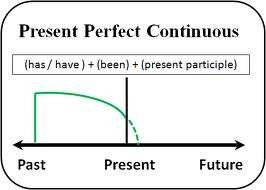 Present Perfect Continuous
(has / have ) + (been) + (present participle)
Past Present Future